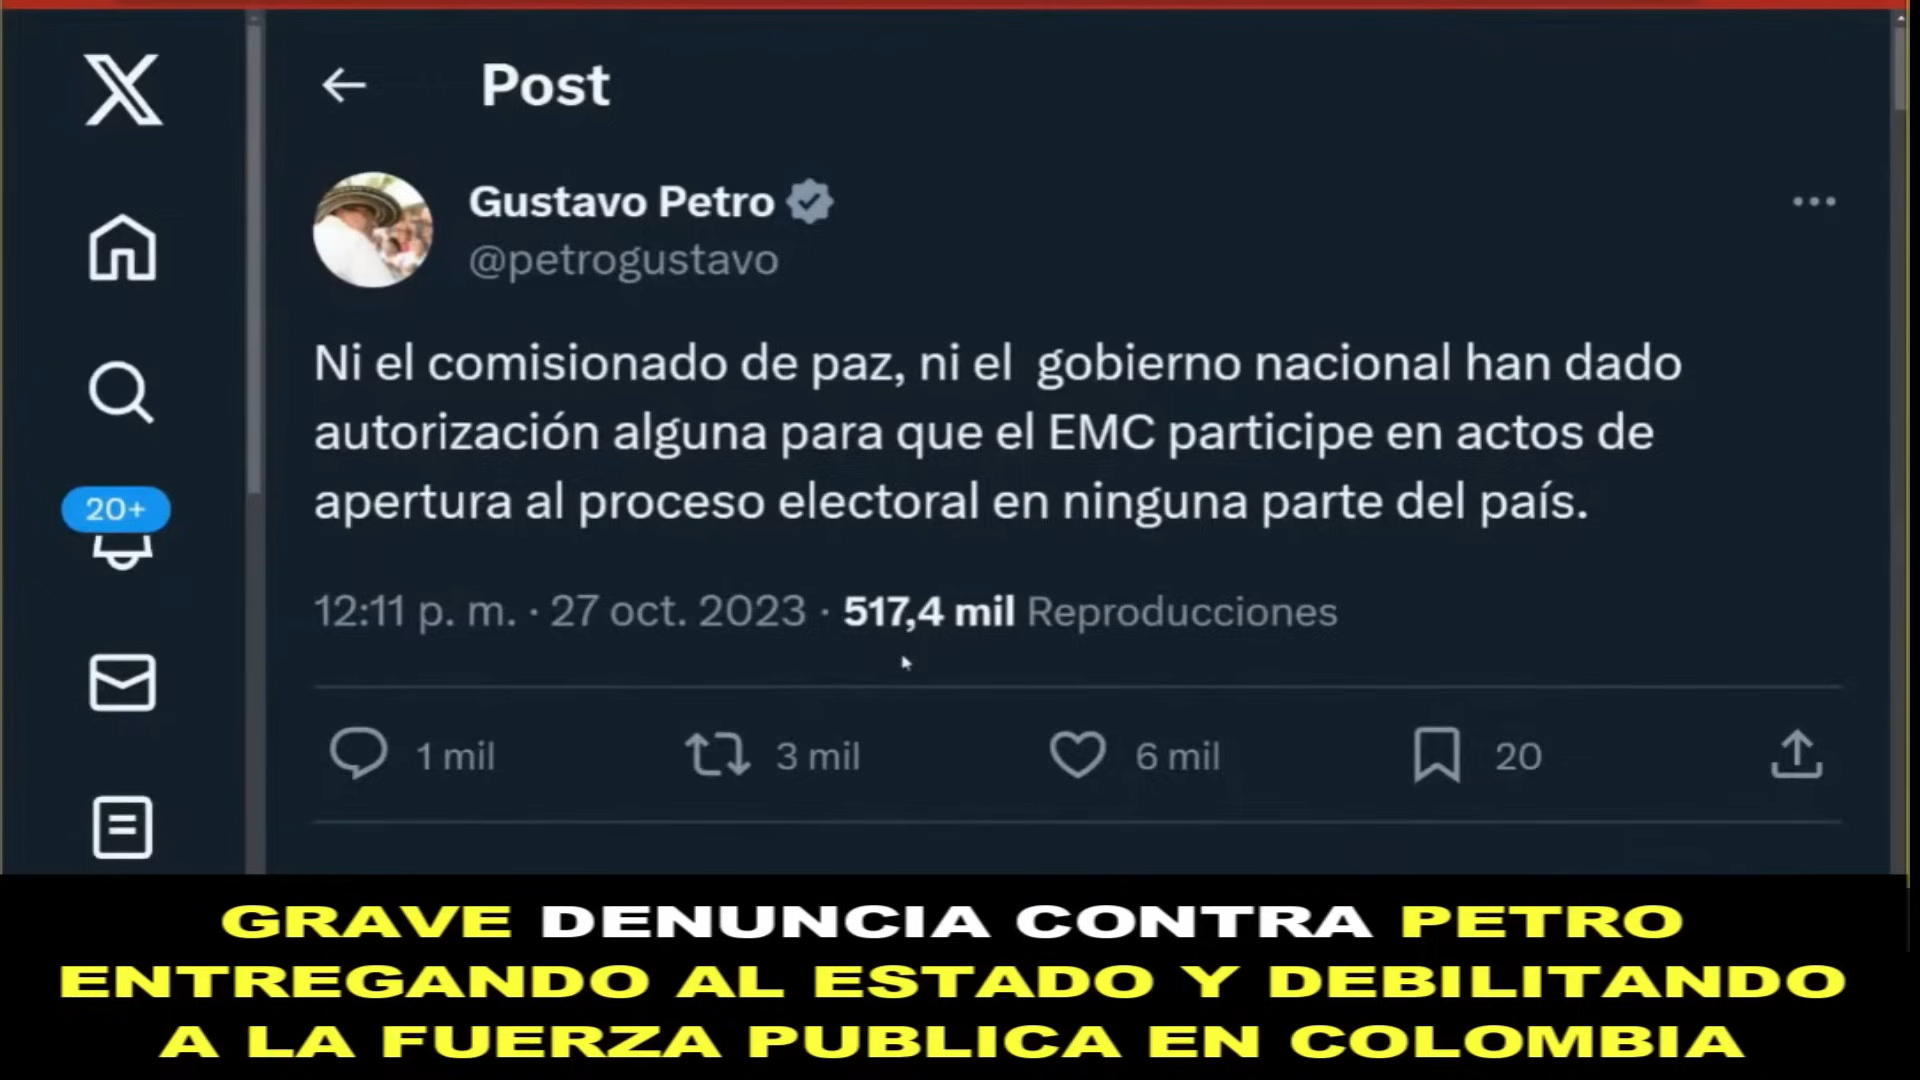 Post
Gustavo Petro
@petrogustavo
Ni el comisionado de paz, ni el gobierno nacional han dado
autorización alguna para que el EMC participe en actos de
apertura al proceso electoral en ninguna parte del país.
20+
12:11 p. m. · 27 oct. 2023 · 517,4 mil Reproducciones
1 mil 3 mil 6 mil 20
GRAVE DENUNCIA CONTRA PETRO
ENTREGANDO AL ESTADO Y DEBILITANDO
A LA FUERZA PUBLICA EN COLOMBIA